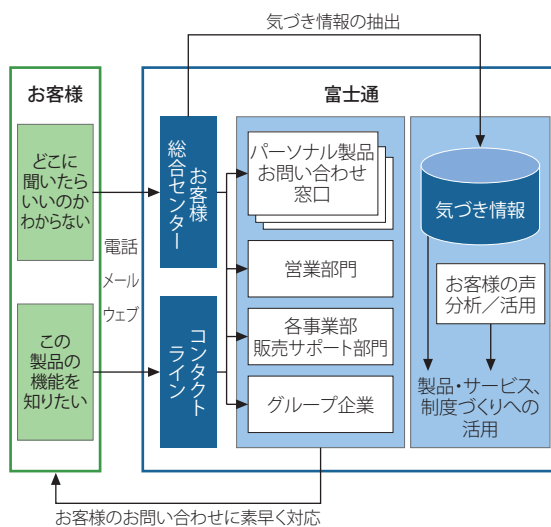 気づき情報の抽出
お客様
富士通
どこに
聞いたら
いいのか
わからない
この
製品の
機能を
知りたい
電話
メール
ウェブ
お客様
総合センター
コンタクト
ライン
パーソナル製品
お問い合わせ
窓口
営業部門
各事業部
販売サポート部門
グループ企業
気づき情報
お客様の声
分析／活用
製品・サービス、
制度づくりへの
活用
お客様のお問い合わせに素早く対応